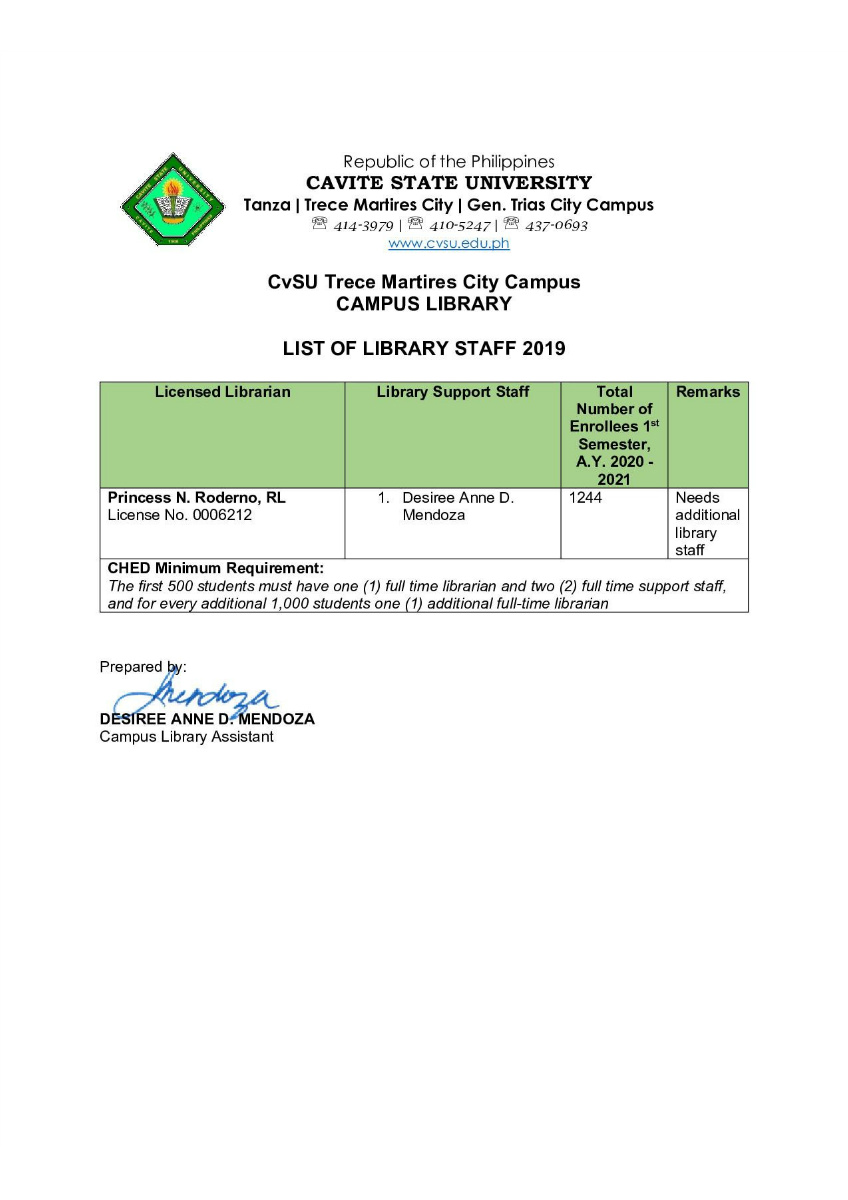 Republic of the Philippines
CAVITE STATE UNIVERSITY
Tanza | Trece Martires City | Gen. Trias City Campus
☏ 414-3979 | ☏ 410-5247 | ☏ 437-0693
www.cvsu.edu.ph
CAVITE STATE UNIVERSITY
CAVITE
PHILIPPINES
CvSU Trece Martires City Campus
CAMPUS LIBRARY
LIST OF LIBRARY STAFF 2019
Licensed Librarian
Library Support Staff
Total
Number of
Enrollees 1st
Semester,
A.Y. 2020 -
2021
Remarks
Princess N. Roderno, RL
License No. 0006212
1. Desiree Anne D.
Mendoza
1244
Needs
additional
library
staff
CHED Minimum Requirement:
The first 500 students must have one (1) full time librarian and two (2) full time support staff,
and for every additional 1,000 students one (1) additional full-time librarian
Prepared by:
Mendoza
DESIREE ANNE D. MENDOZA
Campus Library Assistant